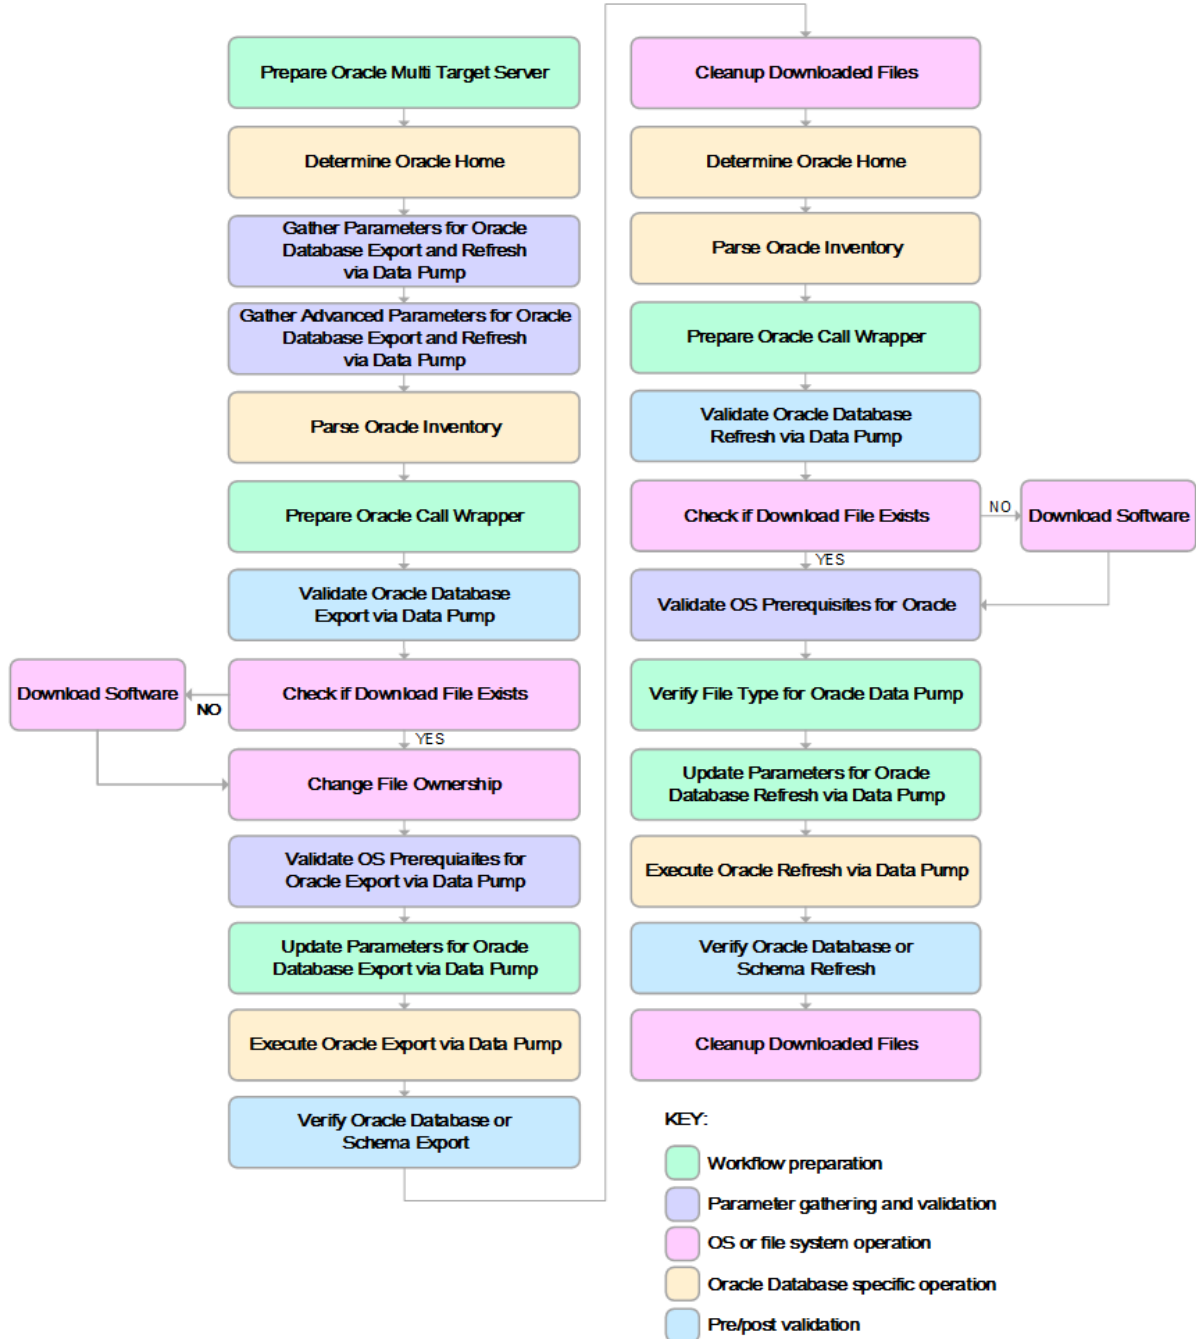 Prepare Oracle Multi Target Server
Determine Oracle Home
Gather Parameters for Oracle
Database Export and Refresh
via Data Pump
Gather Advanced Parameters for Oracle
Database Export and Refresh
via Data Pump
Parse Oracle Inventory
Prepare Oracle Call Wrapper
Validate Oracle Database
Export via Data Pump
Check if Download File Exists
NO
Download Software
YES
Change File Ownership
Validate OS Prerequiaites for
Oracle Export via Data Pump
Update Parameters for Oracle
Database Export via Data Pump
Execute Oracle Export via Data Pump
Verify Oracle Database or
Schema Export
Cleanup Downloaded Files
Determine Oracle Home
Parse Oracle Inventory
Prepare Oracle Call Wrapper
Validate Oracle Database
Refresh via Data Pump
Check if Download File Exists
NO
Download Software
YES
Validate OS Prerequisites for Oracle
Verify File Type for Oracle Data Pump
Update Parameters for Oracle
Database Refresh via Data Pump
Execute Oracle Refresh via Data Pump
Verify Oracle Database or
Schema Refresh
Cleanup Downloaded Files
KEY:
Workflow preparation
Parameter gathering and validation
OS or file system operation
Oracle Database specific operation
Pre/post validation